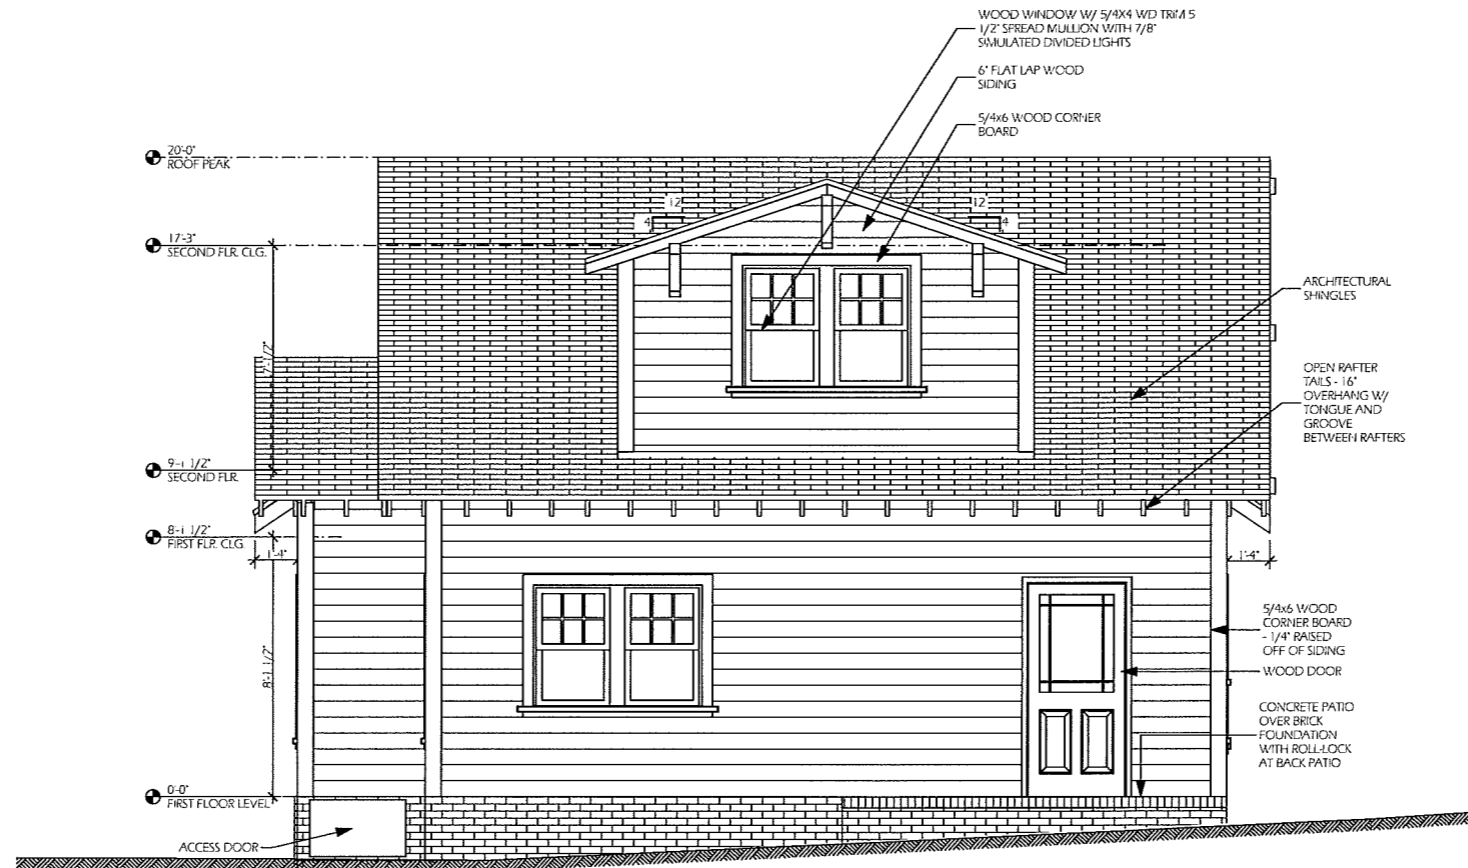 WOOD WINDOW W/ 5/4X4 WD TRIM 5
1/2" SPREAD MULLION WITH 7/8"
SIMULATED DIVIDED LIGHTS
6" FLAT LAP WOOD
SIDING
5/4x6 WOOD CORNER
BOARD
20'-0"
ROOF PEAK
12
4
12
4
17'-3"
SECOND FLR. CLG.
ARCHITECTURAL
SHINGLES
7'-1 1/2"
OPEN RAFTER
TAILS - 16"
OVERHANG W/
TONGUE AND
GROOVE
BETWEEN RAFTERS
9'-1 1/2"
SECOND FLR.
8'-1 1/2"
FIRST FLR. CLG.
1'-4"
1'-4"
8'-1 1/2"
5/4x6 WOOD
CORNER BOARD
- 1/4" RAISED
OFF OF SIDING
WOOD DOOR
CONCRETE PATIO
OVER BRICK
FOUNDATION
WITH ROLL-LOCK
AT BACK PATIO
0'-0"
FIRST FLOOR LEVEL
ACCESS DOOR